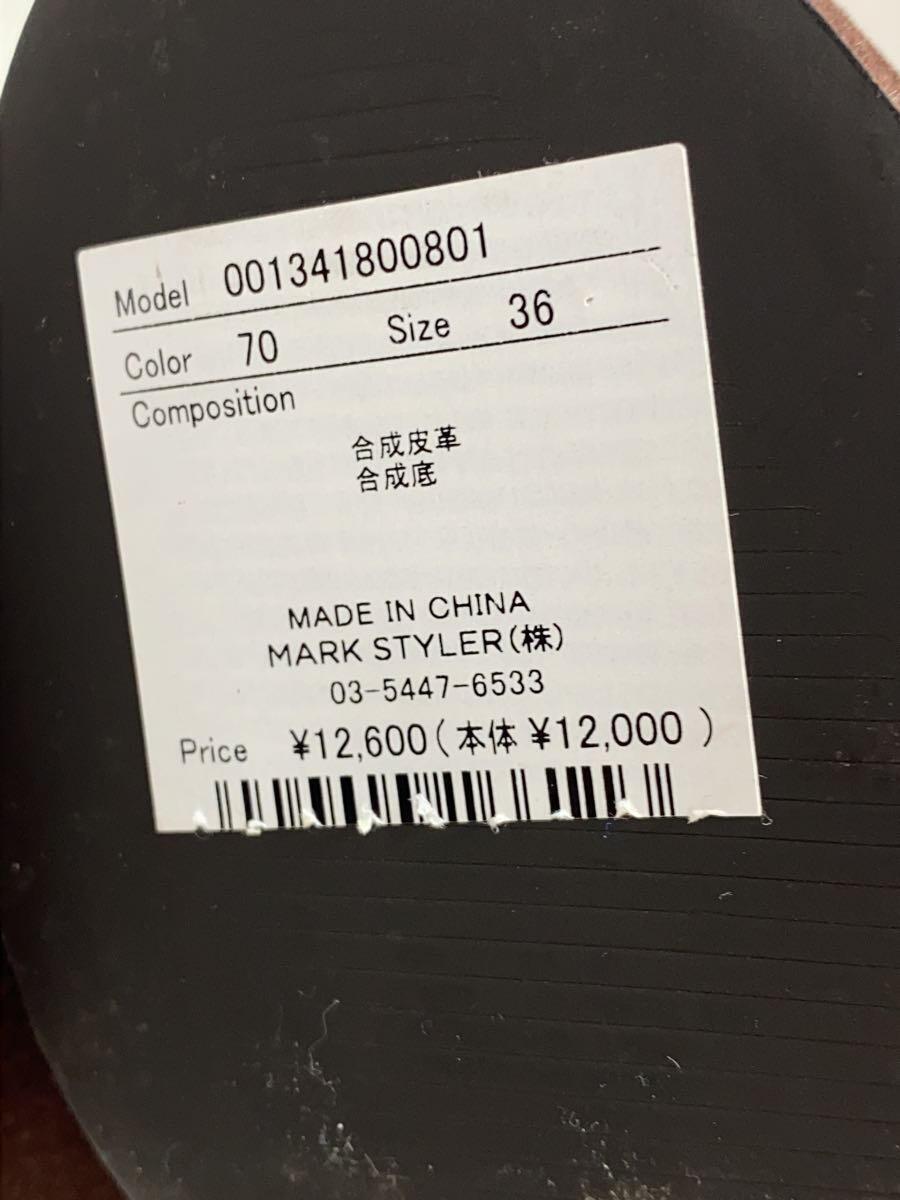 Model 001341800801
Color 70 Size 36
Composition
合成皮革
合成底
MADE IN CHINA
MARK STYLER(株)
03-5447-6533
Price ¥12,600(本体 ¥12,000 )